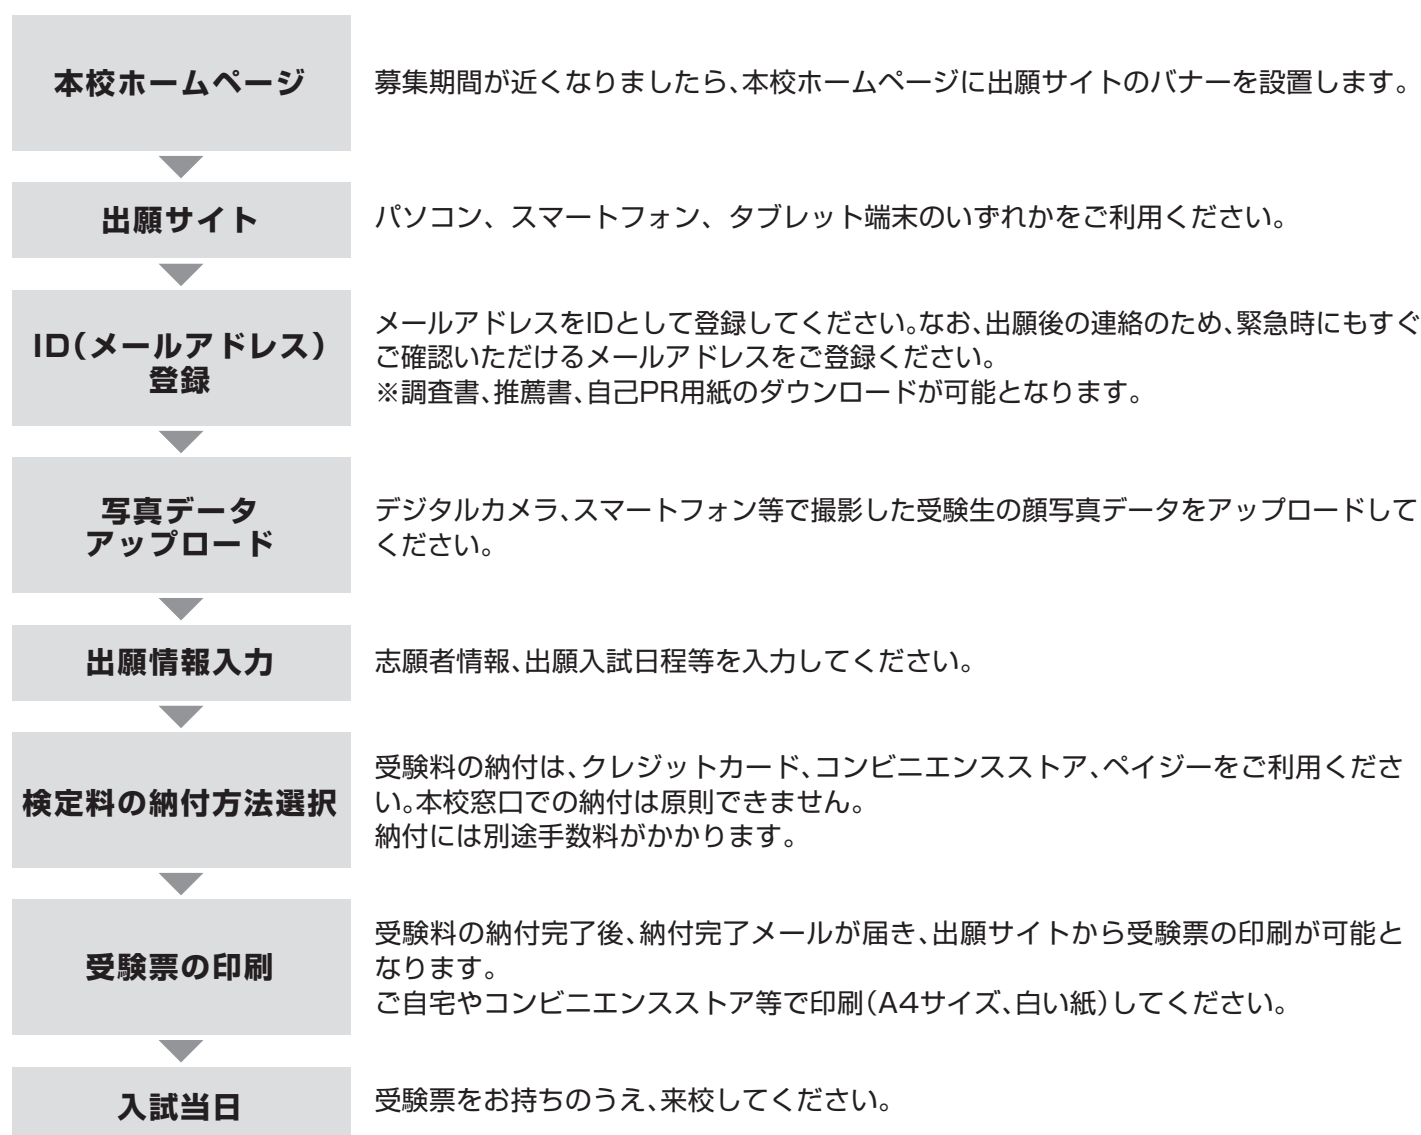 本校ホームページ
募集期間が近くなりましたら、本校ホームページに出願サイトのバナーを設置します。
出願サイト
パソコン、スマートフォン、タブレット端末のいずれかをご利用ください。
ID(メールアドレス)
登録
メールアドレスをIDとして登録してください。なお、出願後の連絡のため、緊急時にもすぐ
ご確認いただけるメールアドレスをご登録ください。
※調査書、推薦書、自己PR用紙のダウンロードが可能となります。
写真データ
アップロード
デジタルカメラ、スマートフォン等で撮影した受験生の顔写真データをアップロードして
ください。
出願情報入力
志願者情報、出願入試日程等を入力してください。
検定料の納付方法選択
受験料の納付は、クレジットカード、コンビニエンスストア、ペイジーをご利用くださ
い。本校窓口での納付は原則できません。
納付には別途手数料がかかります。
受験票の印刷
受験料の納付完了後、納付完了メールが届き、出願サイトから受験票の印刷が可能と
なります。
ご自宅やコンビニエンスストア等で印刷(A4サイズ、白い紙)してください。
入試当日
受験票をお持ちのうえ、来校してください。